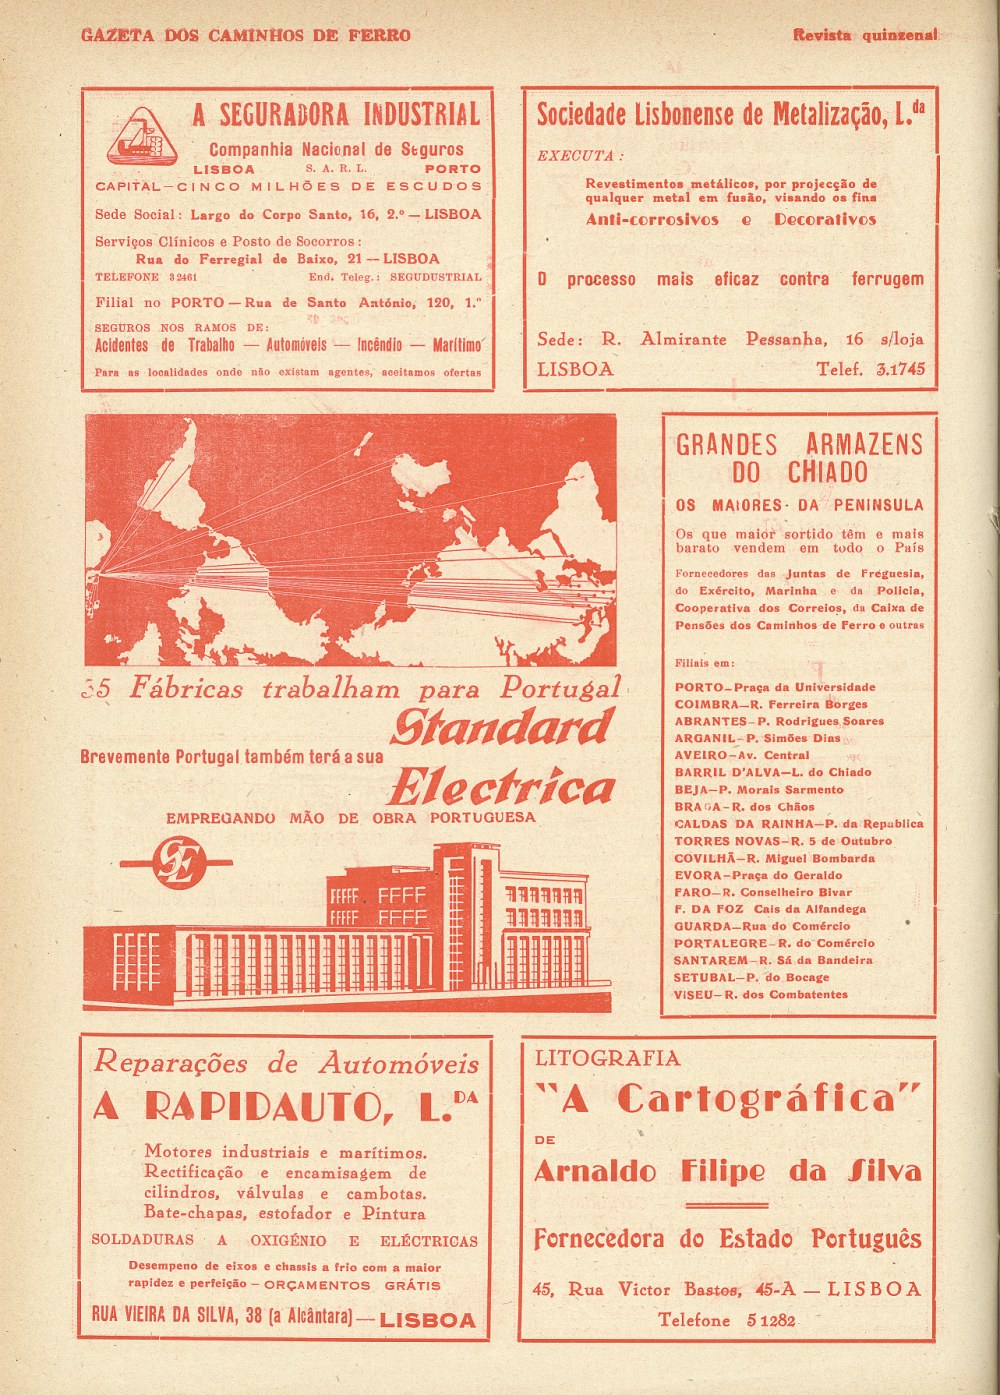 GAZETA DOS CAMINHOS DE FERRO
Revista quinzenal
A SEGURADORA INDUSTRIAL
Companhia Nacional de Seguros
LISBOA S. A. R. L. PORTO
CAPITAL—CINCO MILHÕES DE ESCUDOS
Sede Social: Largo do Corpo Santo, 16, 2.º — LISBOA
Serviços Clínicos e Posto de Socorros:
Rua do Ferregial de Baixo, 21 — LISBOA
TELEFONE 32461 End. Teleg.: SEGUDUSTRIAL
Filial no PORTO — Rua de Santo António, 120, 1.º
SEGUROS NOS RAMOS DE:
Acidentes de Trabalho — Automóveis — Incêndio — Marítimo
Para as localidades onde não existam agentes, aceitamos ofertas
Sociedade Lisbonense de Metalização, L.da
EXECUTA:
Revestimentos metálicos, por projecção de
qualquer metal em fusão, visando os fins
Anti-corrosivos e Decorativos
O processo mais eficaz contra ferrugem
Sede: R. Almirante Pessanha, 16 s/loja
LISBOA Telef. 3.1745
35 Fábricas trabalham para Portugal
Standard
Brevemente Portugal também terá a sua
Electrica
EMPREGANDO MÃO DE OBRA PORTUGUESA
SE
GRANDES ARMAZENS
DO CHIADO
OS MAIORES DA PENINSULA
Os que maior sortido têm e mais
barato vendem em todo o País
Fornecedores das Juntas de Freguesia,
do Exército, Marinha e da Policia,
Cooperativa dos Correios, da Caixa de
Pensões dos Caminhos de Ferro e outras
Filiais em:
PORTO—Praça da Universidade
COIMBRA—R. Ferreira Borges
ABRANTES—P. Rodrigues Soares
ARGANIL—P. Simões Dias
AVEIRO—Av. Central
BARRIL D'ALVA—L. do Chiado
BEJA—P. Morais Sarmento
BRAGA—R. dos Chãos
CALDAS DA RAINHA—P. da Republica
TORRES NOVAS—R. 5 de Outubro
COVILHÃ—R. Miguel Bombarda
EVORA—Praça do Geraldo
FARO—R. Conselheiro Bivar
F. DA FOZ Cais da Alfandega
GUARDA—Rua do Comércio
PORTALEGRE—R. do Comércio
SANTAREM—R. Sá da Bandeira
SETUBAL—P. do Bocage
VISEU—R. dos Combatentes
Reparações de Automóveis
A RAPIDAUTO, L.DA
Motores industriais e marítimos.
Rectificação e encamisagem de
cilindros, válvulas e cambotas.
Bate-chapas, estofador e Pintura
SOLDADURAS A OXIGÉNIO E ELÉCTRICAS
Desempeno de eixos e chassis a frio com a maior
rapidez e perfeição — ORÇAMENTOS GRÁTIS
RUA VIEIRA DA SILVA, 38 (a Alcântara) — LISBOA
LITOGRAFIA
"A Cartográfica"
DE
Arnaldo Filipe da Silva
Fornecedora do Estado Português
45, Rua Victor Bastos, 45-A — LISBOA
Telefone 51282